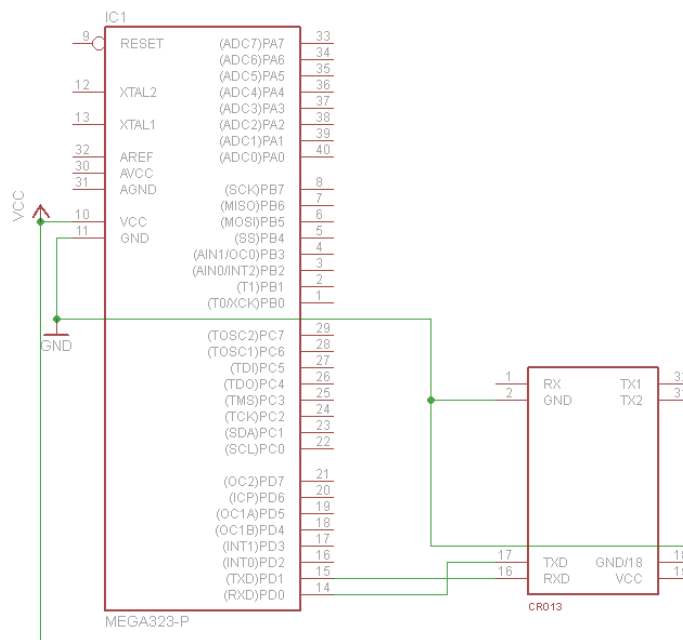 IC1
9 RESET (ADC7)PA7 33
(ADC6)PA6 34
(ADC5)PA5 35
12 XTAL2 (ADC4)PA4 36
(ADC3)PA3 37
13 XTAL1 (ADC2)PA2 38
(ADC1)PA1 39
32 AREF (ADC0)PA0 40
30 AVCC
31 AGND (SCK)PB7 8
(MISO)PB6 7
VCC
10 VCC (MOSI)PB5 6
11 GND (SS)PB4 5
(AIN1/OC0)PB3 4
(AIN0/INT2)PB2 3
(T1)PB1 2
(T0/XCK)PB0 1
(TOSC2)PC7 29
GND (TOSC1)PC6 28
(TDI)PC5 27
(TDO)PC4 26
(TMS)PC3 25
(TCK)PC2 24
(SDA)PC1 23
(SCL)PC0 22
(OC2)PD7 21
(ICP)PD6 20
(OC1A)PD5 19
(OC1B)PD4 18
(INT1)PD3 17
(INT0)PD2 16
(TXD)PD1 15
(RXD)PD0 14
MEGA323-P
1 RX TX1 32
2 GND TX2 31
17 TXD GND/18 18
16 RXD VCC 19
CR013